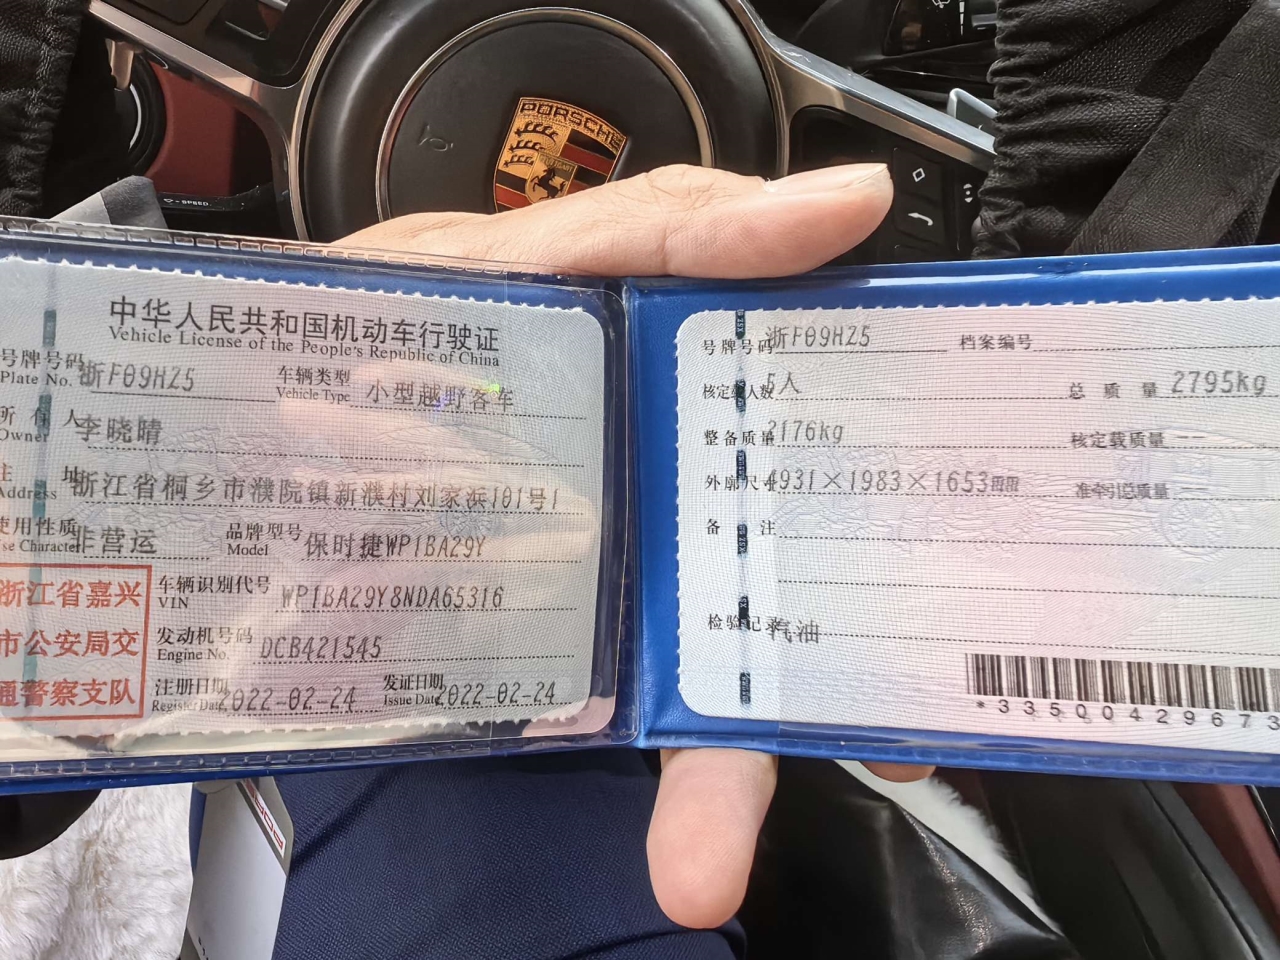 PORSCHE
SPEED
中华人民共和国机动车行驶证
Vehicle License of the People's Republic of China
号牌号码 浙F09HZ5 车辆类型 小型越野客车
Plate No. Vehicle Type
所有人 李晓晴
Owner
住址 浙江省桐乡市濮院镇新濮村刘家浜101号1
Address
使用性质 非营运 品牌型号 保时捷WP1BA29Y
Use Character Model
浙江省嘉兴
市公安局交
通警察支队
车辆识别代号 WP1BA29Y8NDA65316
VIN
发动机号码 DCB421545
Engine No.
注册日期 2022-02-24 发证日期 2022-02-24
Register Date Issue Date
号牌号码 浙F09HZ5 档案编号
核定载人数 5人 总质量 2795kg
整备质量 2176kg 核定载质量 --
外廓尺寸 4931×1983×1653mm 准牵引总质量
备注
检验记录 汽油
*33500429673